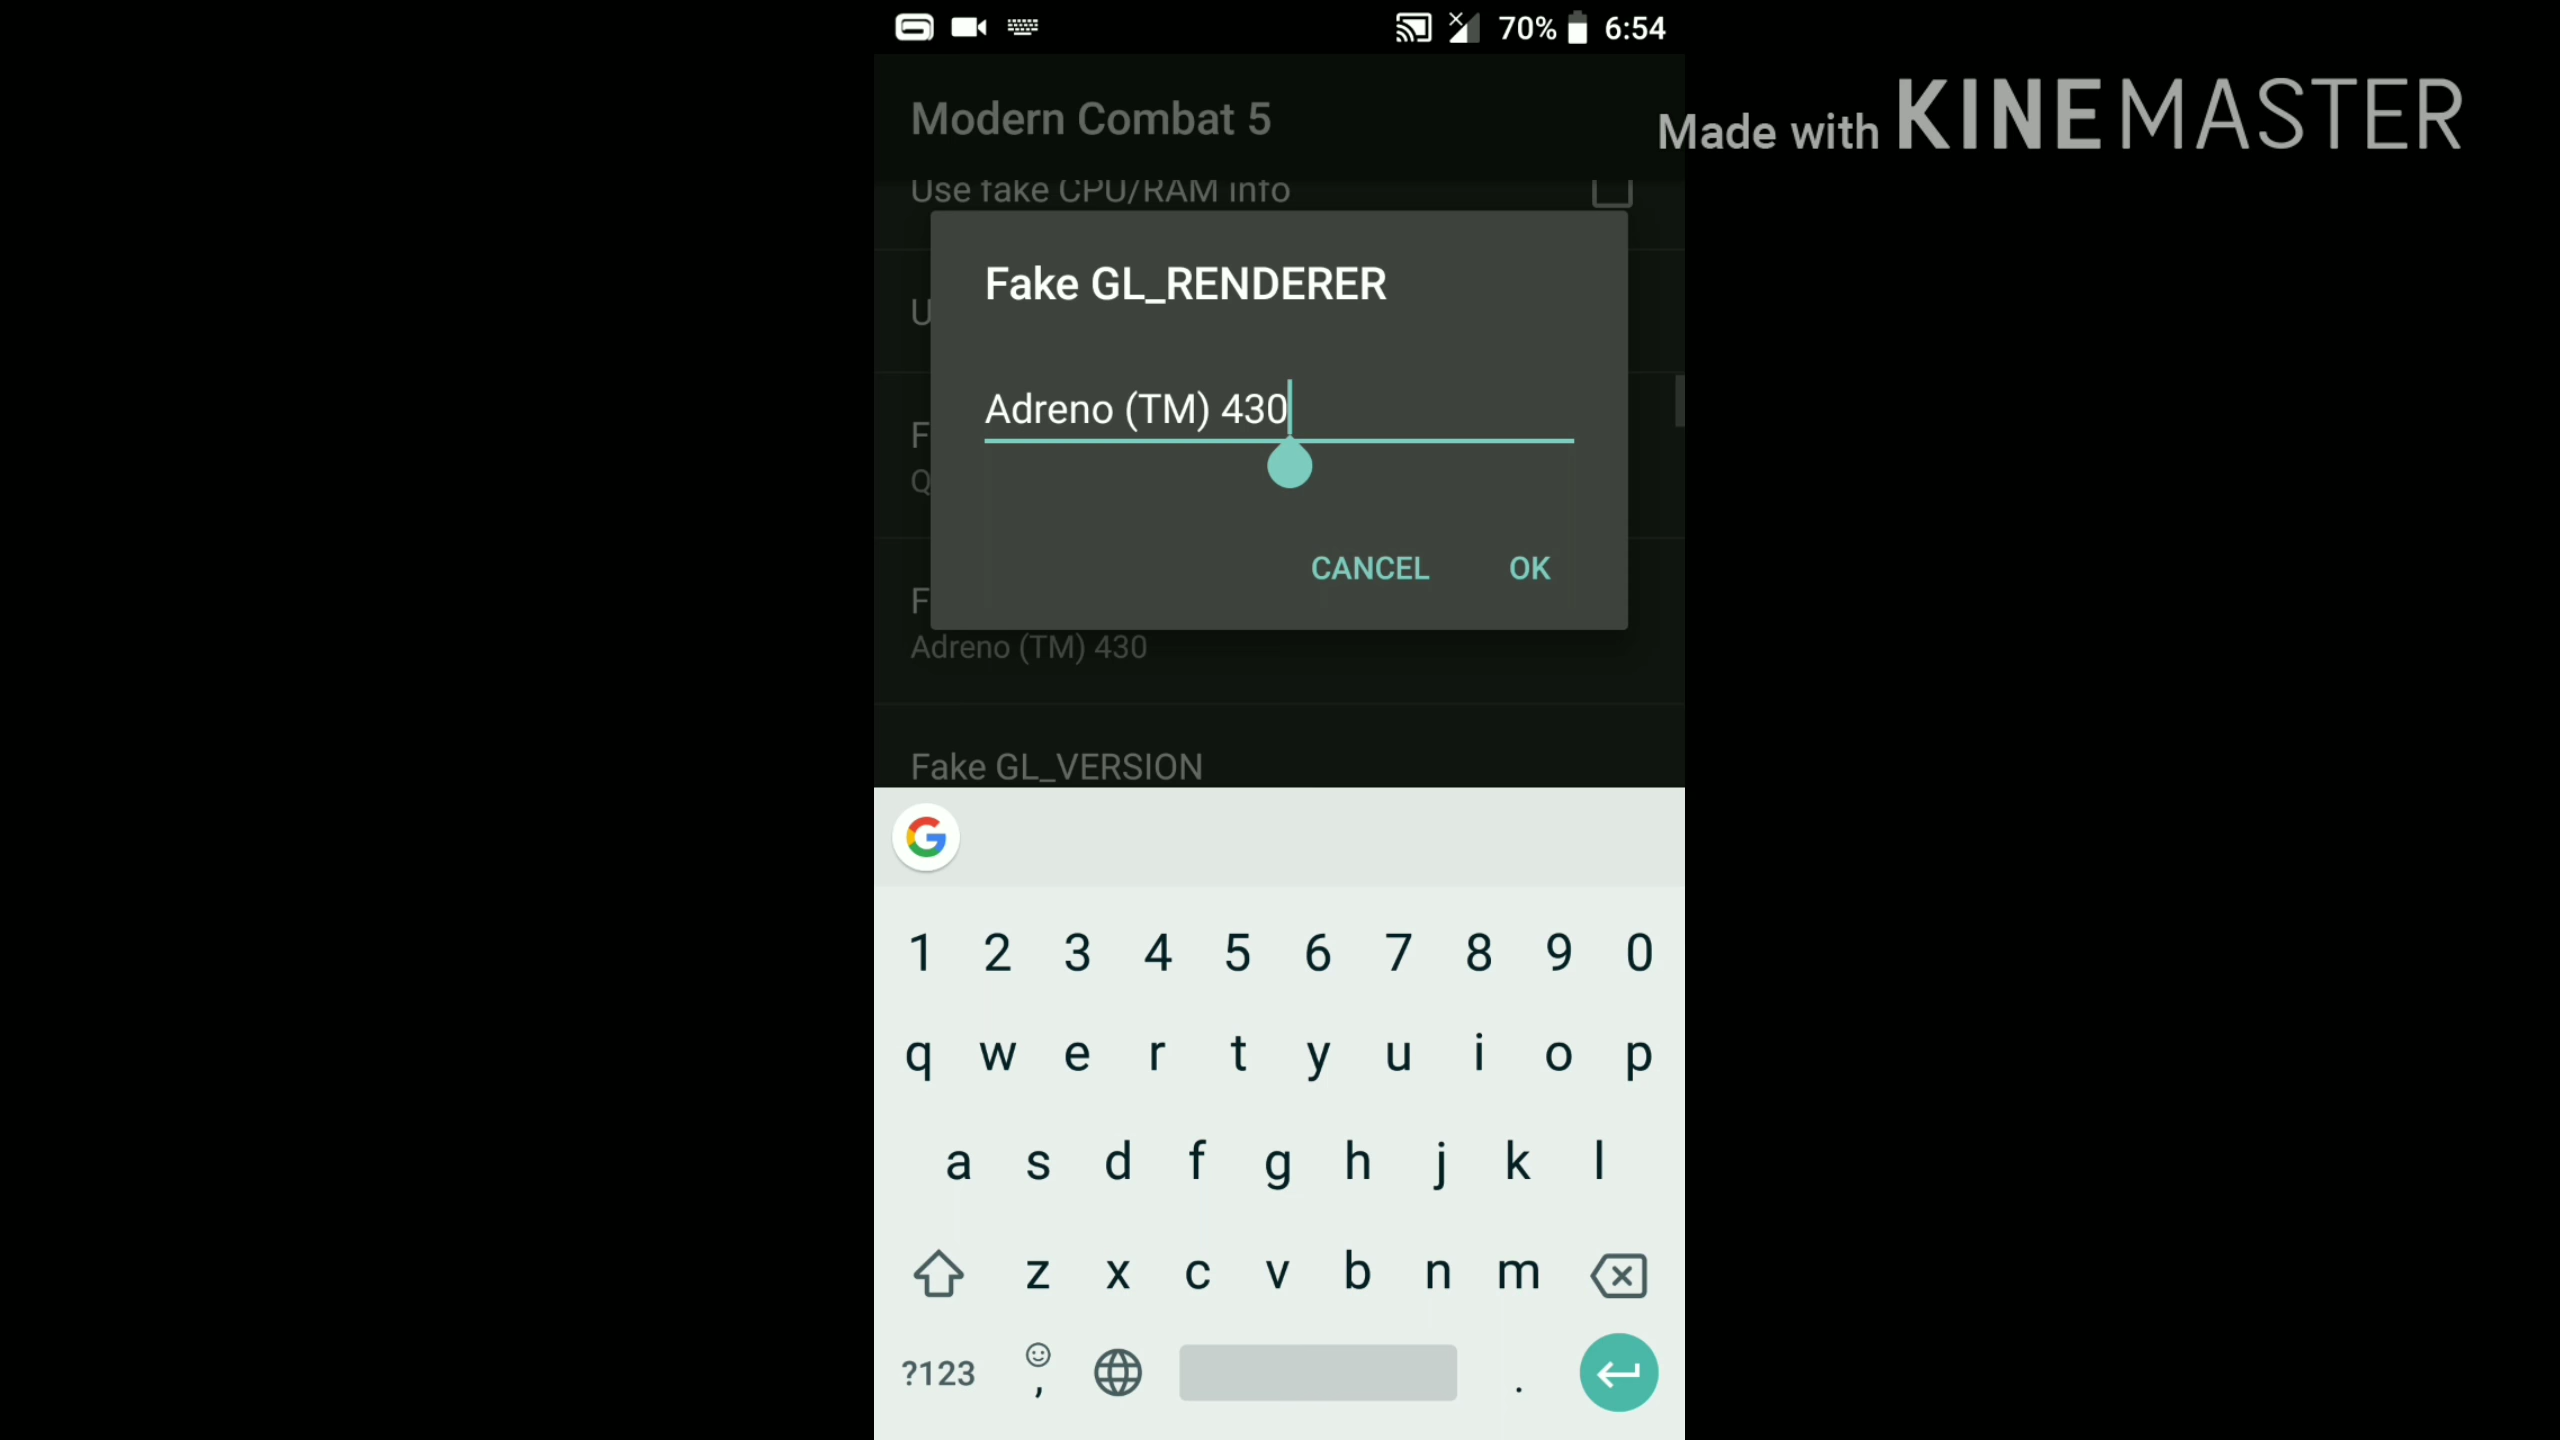 70% 6:54
Made with KINEMASTER
Modern Combat 5
Use fake CPU/RAM info
Fake GL_RENDERER
U
Adreno (TM) 430
F
Q
CANCEL OK
F
Adreno (TM) 430
Fake GL_VERSION
G
1 2 3 4 5 6 7 8 9 0
q w e r t y u i o p
a s d f g h j k l
z x c v b n m
?123 , .